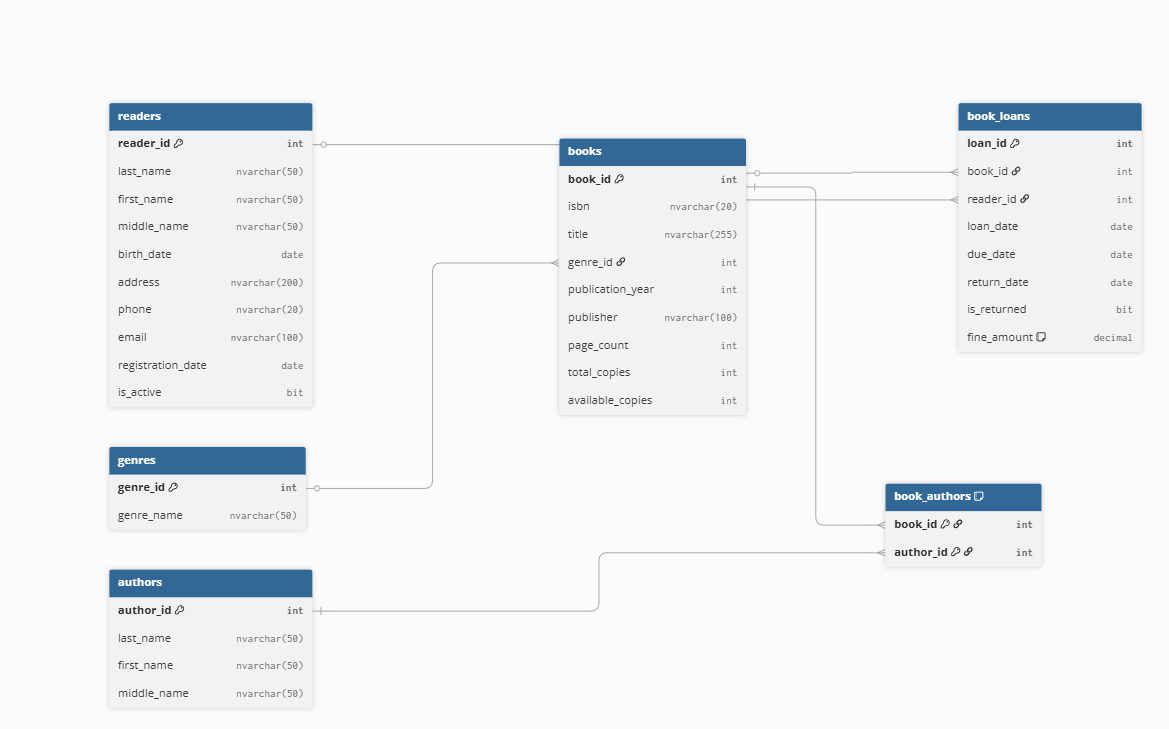 readers
reader_id int
last_name nvarchar(50)
first_name nvarchar(50)
middle_name nvarchar(50)
birth_date date
address nvarchar(200)
phone nvarchar(20)
email nvarchar(100)
registration_date date
is_active bit
genres
genre_id int
genre_name nvarchar(50)
authors
author_id int
last_name nvarchar(50)
first_name nvarchar(50)
middle_name nvarchar(50)
books
book_id int
isbn nvarchar(20)
title nvarchar(255)
genre_id int
publication_year int
publisher nvarchar(100)
page_count int
total_copies int
available_copies int
book_loans
loan_id int
book_id int
reader_id int
loan_date date
due_date date
return_date date
is_returned bit
fine_amount decimal
book_authors
book_id int
author_id int